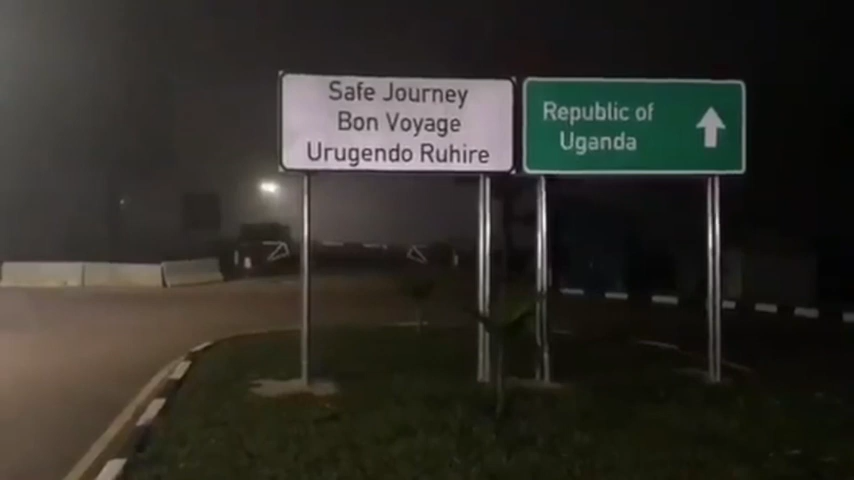 Safe Journey
Bon Voyage
Urugendo Ruhire
Republic of
Uganda